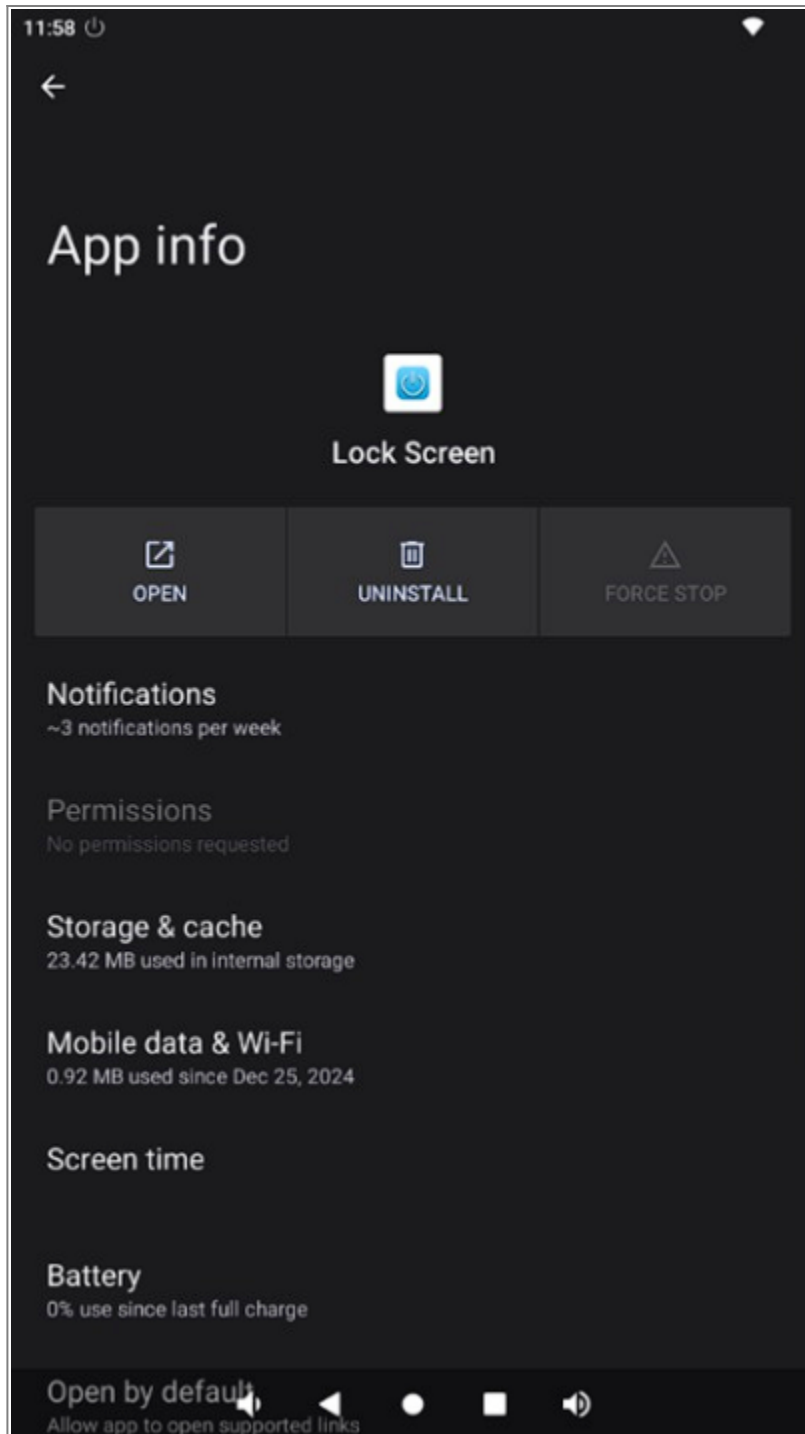 11:58
App info
Lock Screen
OPEN
UNINSTALL
FORCE STOP
Notifications
~3 notifications per week
Permissions
No permissions requested
Storage & cache
23.42 MB used in internal storage
Mobile data & Wi-Fi
0.92 MB used since Dec 25, 2024
Screen time
Battery
0% use since last full charge
Open by default
Allow app to open supported links